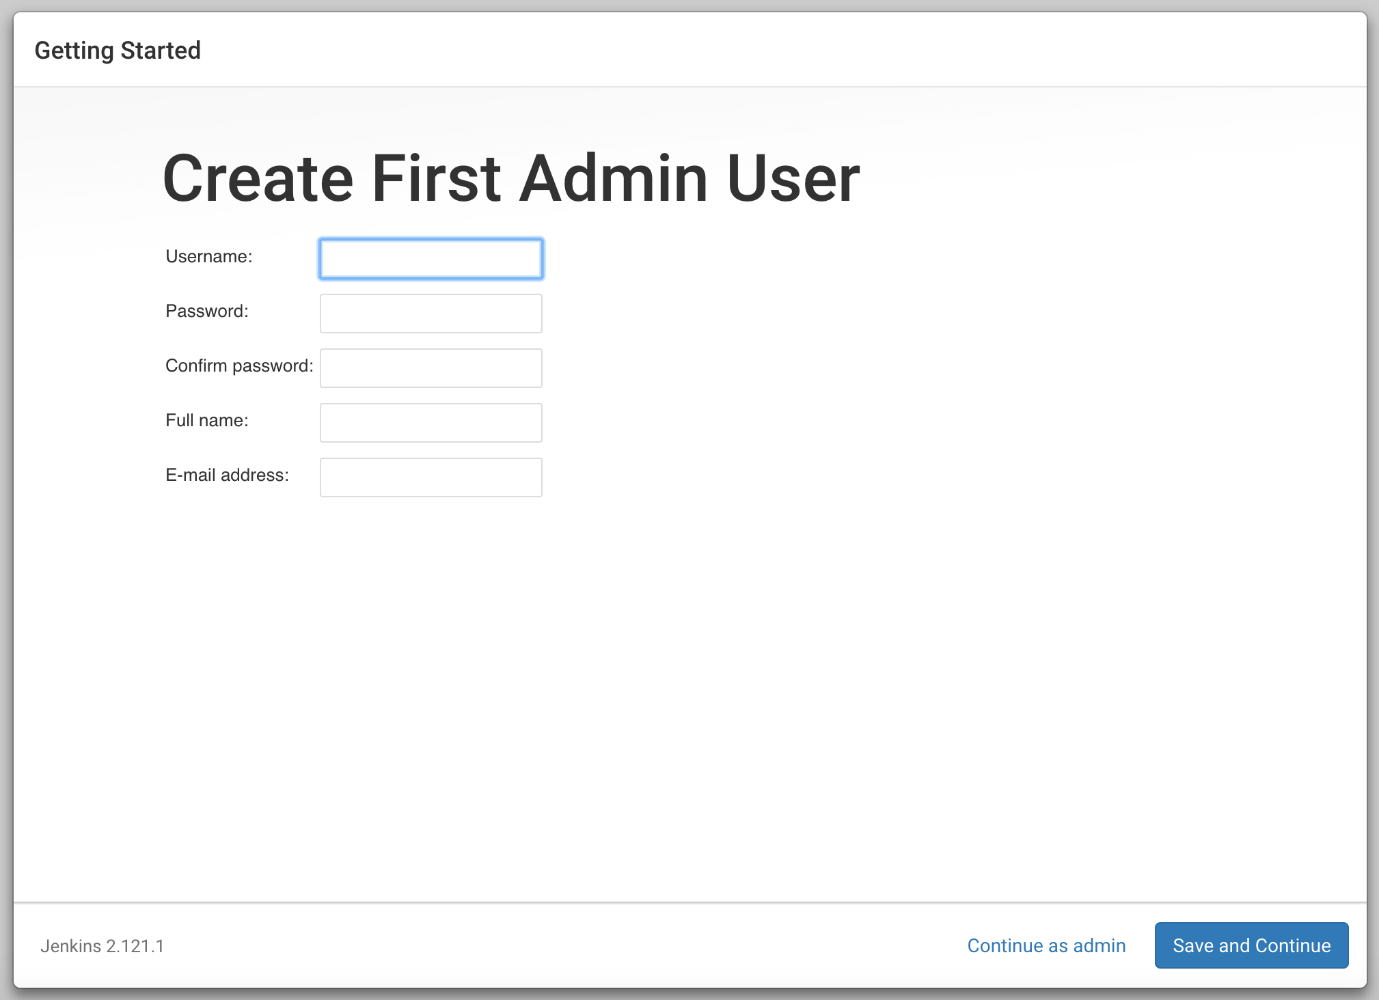 Getting Started
Create First Admin User
Username:
Password:
Confirm password:
Full name:
E-mail address:
Jenkins 2.121.1
Continue as admin
Save and Continue